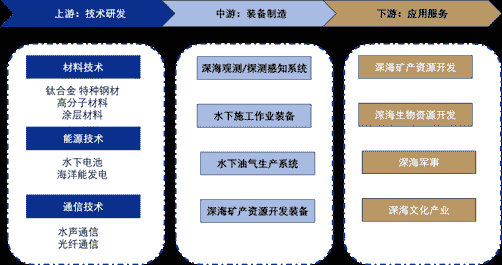 上游：技术研发
中游：装备制造
下游：应用服务
材料技术
钛合金 特种钢材
高分子材料
涂层材料
能源技术
水下电池
海洋能发电
通信技术
水声通信
光纤通信
深海观测/探测感知系统
水下施工作业装备
水下油气生产系统
深海矿产资源开发装备
深海矿产资源开发
深海生物资源开发
深海军事
深海文化产业